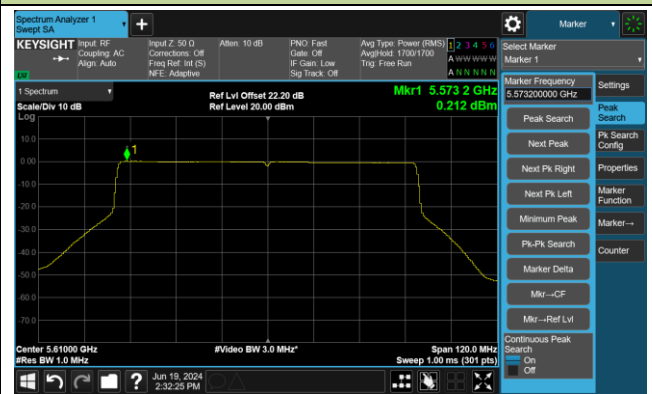 Spectrum Analyzer 1
Swept SA
+
Marker
KEYSIGHT
Input: RF
Coupling: AC
Align: Auto
Input Z: 50 Ω
Corrections: Off
Freq Ref: Int (S)
NFE: Adaptive
Atten: 10 dB
PNO: Fast
Gate: Off
IF Gain: Low
Sig Track: Off
Avg Type: Power (RMS)
Avg|Hold: 1700/1700
Trig: Free Run
1 2 3 4 5 6
A W W W W W
A N N N N N
LXI
Select Marker
Marker 1
1 Spectrum
Scale/Div 10 dB
Log
Ref Lvl Offset 22.20 dB
Ref Level 20.00 dBm
Mkr1 5.573 2 GHz
0.212 dBm
10.0
0.00
-10.0
-20.0
-30.0
-40.0
-50.0
-60.0
-70.0
1
Center 5.61000 GHz
#Res BW 1.0 MHz
#Video BW 3.0 MHz*
Span 120.0 MHz
Sweep 1.00 ms (301 pts)
Marker Frequency
5.573200000 GHz
Peak Search
Next Peak
Next Pk Right
Next Pk Left
Minimum Peak
Pk-Pk Search
Marker Delta
Mkr→CF
Mkr→Ref Lvl
Continuous Peak
Search
On
Off
Settings
Peak
Search
Pk Search
Config
Properties
Marker
Function
Marker→
Counter
?
Jun 19, 2024
2:32:25 PM